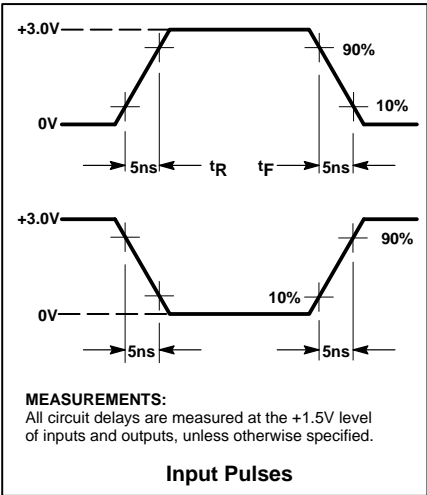 +3.0V
90%
10%
0V
5ns tR tF 5ns
+3.0V
90%
10%
0V
5ns 5ns
MEASUREMENTS:
All circuit delays are measured at the +1.5V level
of inputs and outputs, unless otherwise specified.
Input Pulses